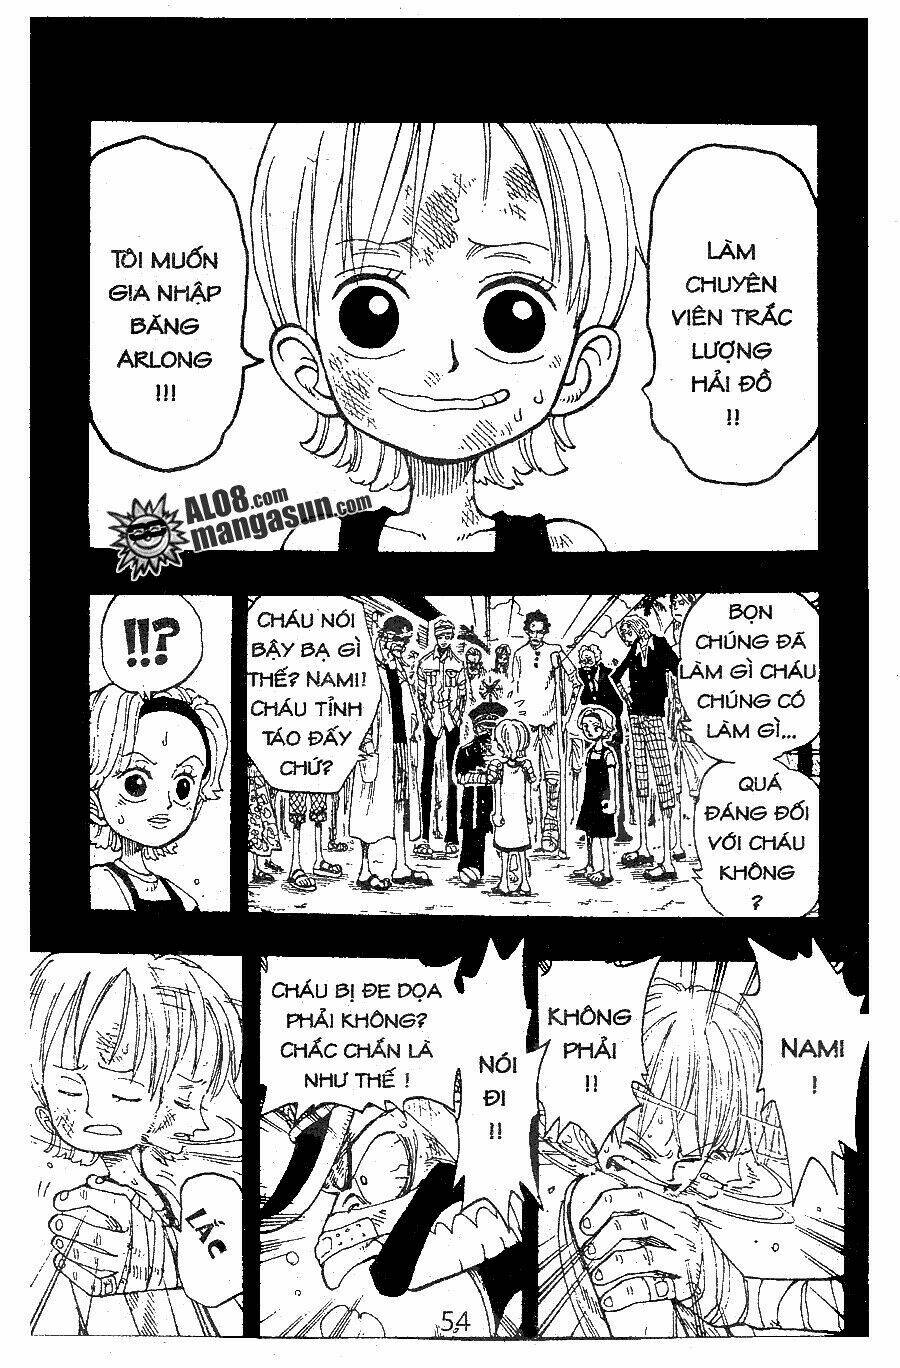 LÀM
CHUYÊN
VIÊN TRẮC
LƯỢNG
HẢI ĐỒ
!!
TÔI MUỐN
GIA NHẬP
BĂNG
ARLONG
!!!
AL08.com
mangasun.com
BỌN
CHÚNG ĐÃ
LÀM GÌ CHÁU
CHÚNG CÓ
LÀM GÌ...
QUÁ
ĐÁNG ĐỐI
VỚI CHÁU
KHÔNG
?
CHÁU NÓI
BẬY BẠ GÌ
THẾ? NAMI!
CHÁU TỈNH
TÁO ĐẤY
CHỨ?
!!?
NAMI
!
KHÔNG
PHẢI
!!
NÓI
ĐI
!!
CHÁU BỊ ĐE DỌA
PHẢI KHÔNG?
CHẮC CHẮN LÀ
NHƯ THẾ !
LẮC
54